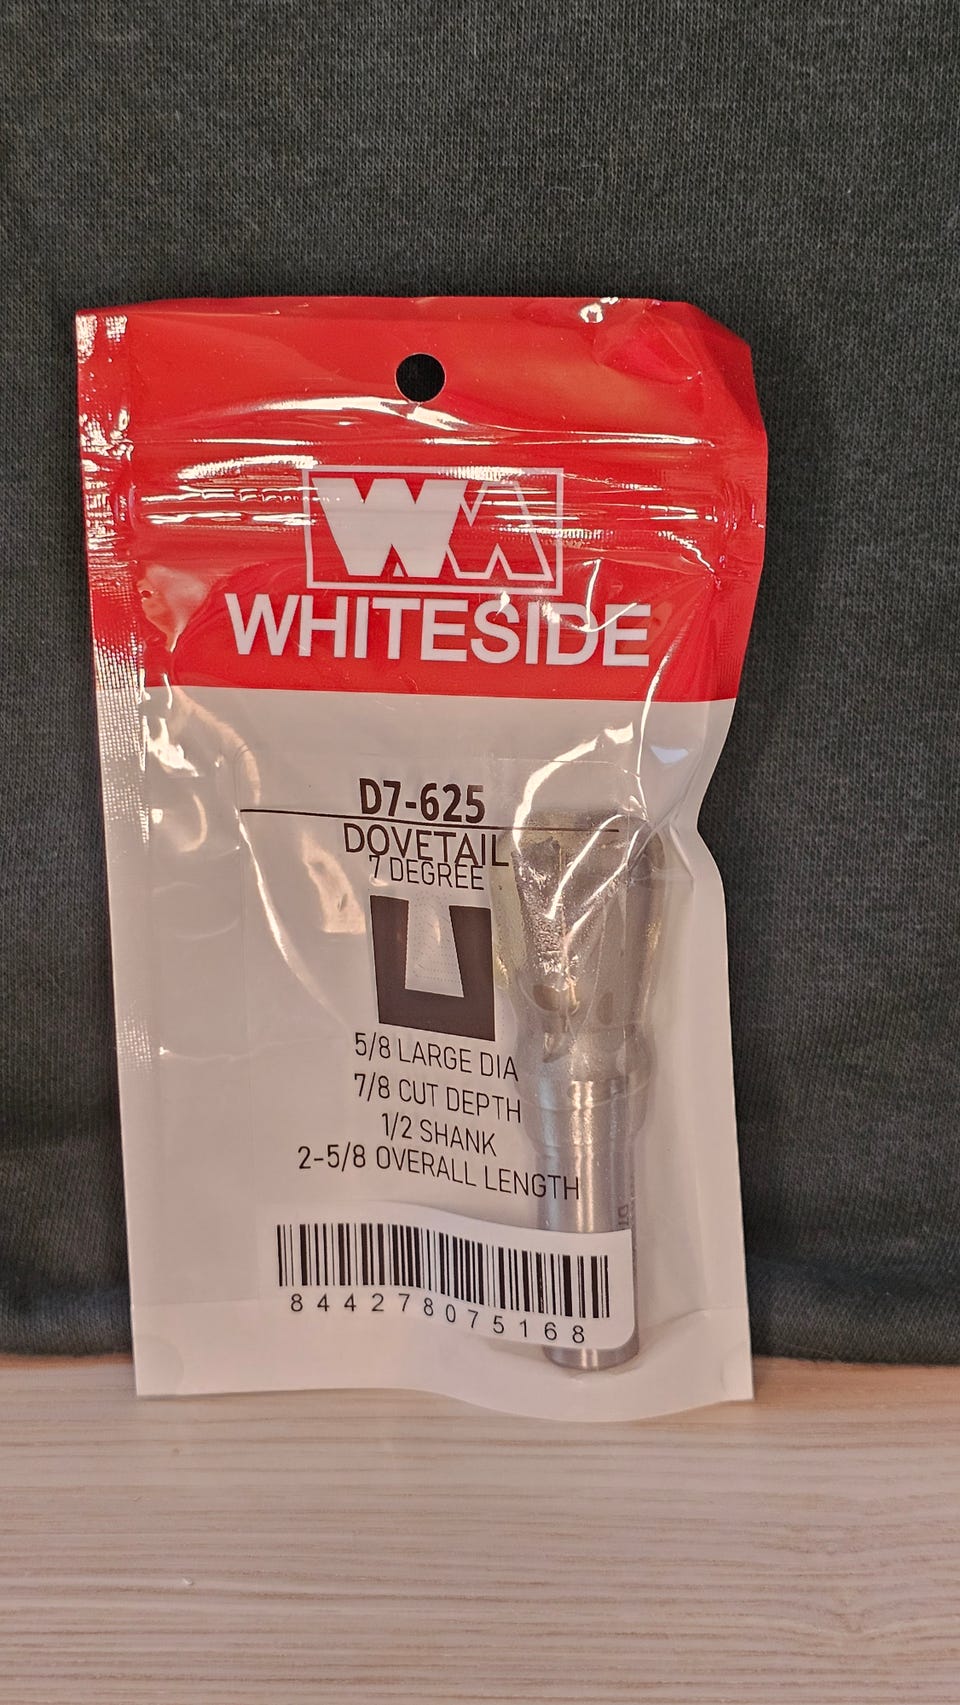 WM
WHITESIDE
D7-625
DOVETAIL
7 DEGREE
5/8 LARGE DIA
7/8 CUT DEPTH
1/2 SHANK
2-5/8 OVERALL LENGTH
844278075168